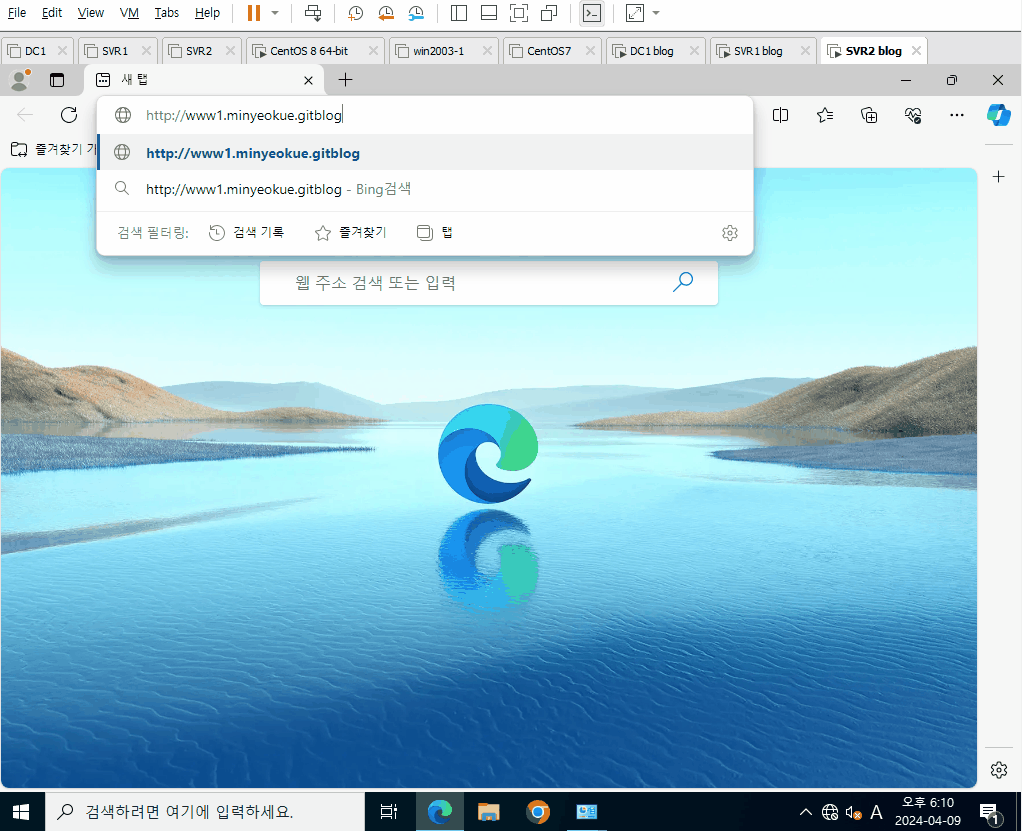 File Edit View VM Tabs Help
DC1 SVR1 SVR2 CentOS 8 64-bit win2003-1 CentOS7 DC1 blog SVR1 blog SVR2 blog
새 탭
http://www1.minyeokue.gitblog
http://www1.minyeokue.gitblog
http://www1.minyeokue.gitblog - Bing검색
즐겨찾기 가
검색 필터링: 검색 기록 즐겨찾기 탭
웹 주소 검색 또는 입력
검색하려면 여기에 입력하세요.
A
오후 6:10
2024-04-09
1